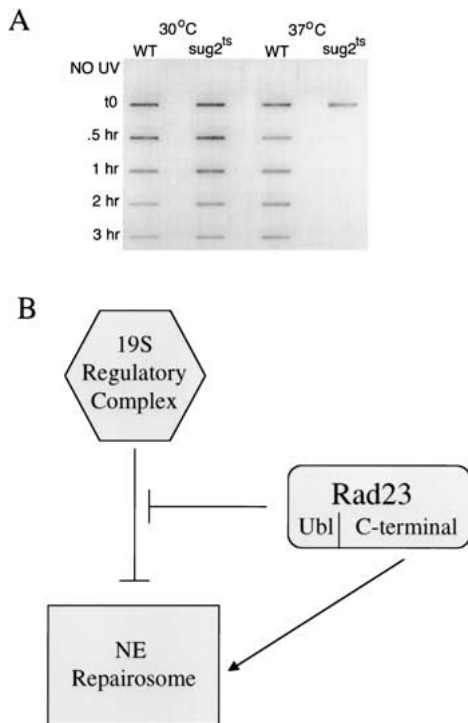 A
30°C 37°C
WT sug2ts WT sug2ts
NO UV
t0
.5 hr
1 hr
2 hr
3 hr
B
19S
Regulatory
Complex
Rad23
Ubl C-terminal
NE
Repairosome